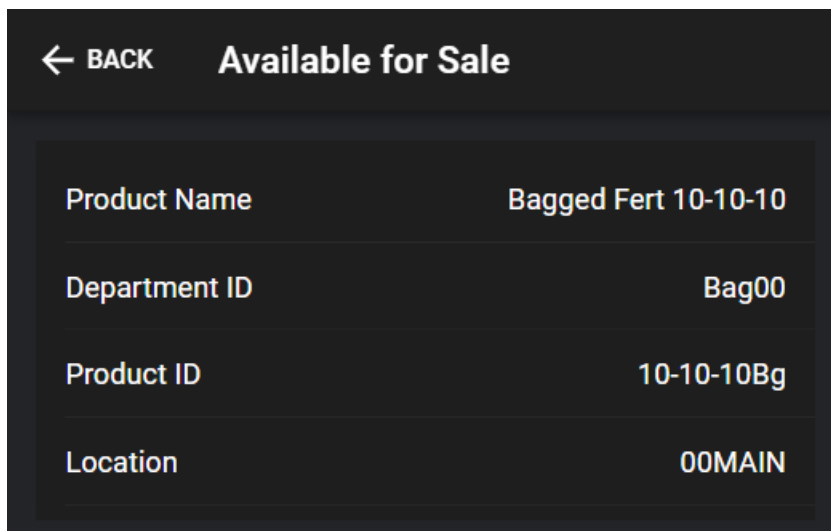 ← BACK Available for Sale
Product Name Bagged Fert 10-10-10
Department ID Bag00
Product ID 10-10-10Bg
Location 00MAIN